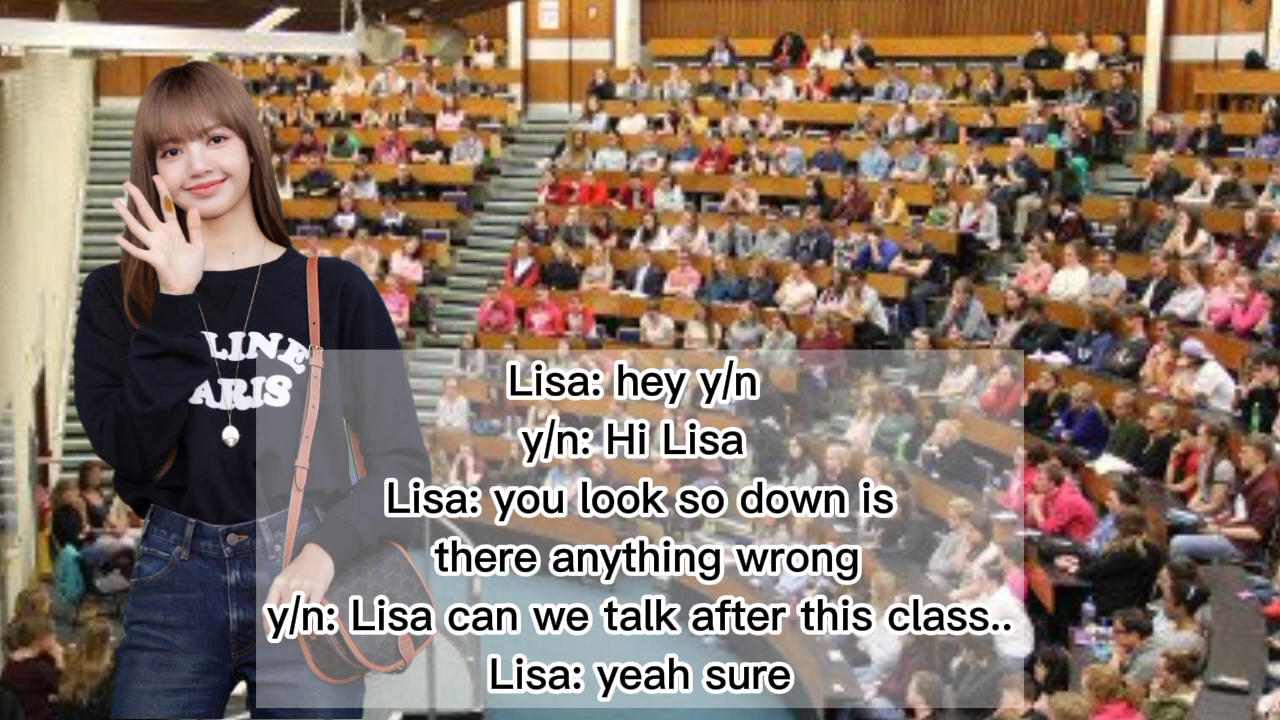 LINE
ARIS
Lisa: hey y/n
y/n: Hi Lisa
Lisa: you look so down is
there anything wrong
y/n: Lisa can we talk after this class..
Lisa: yeah sure